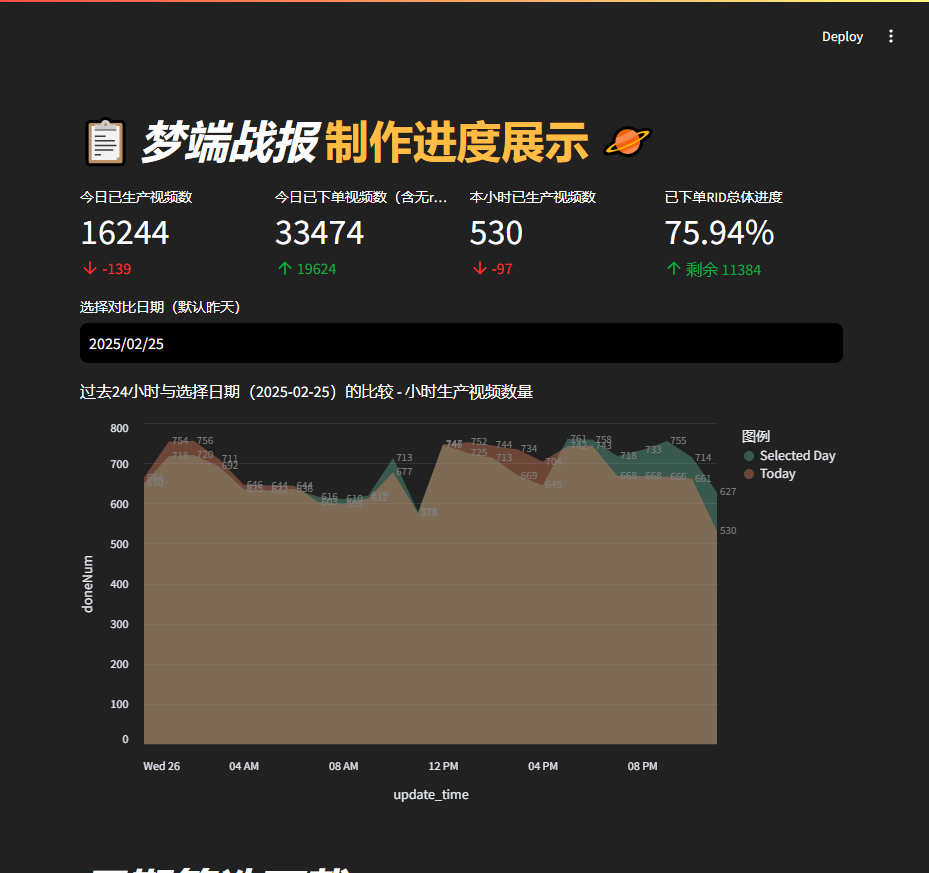 Deploy
梦端战报 制作进度展示
今日已生产视频数
16244
-139
今日已下单视频数（含无r...
33474
19624
本小时已生产视频数
530
-97
已下单RID总体进度
75.94%
剩余 11384
选择对比日期（默认昨天）
2025/02/25
过去24小时与选择日期（2025-02-25）的比较 - 小时生产视频数量
800
700
600
500
400
300
200
100
0
doneNum
754 756 711 646 644 644
718 720 692
616 610
713 677
578
752 744 734 704
725 713 669 645
761 758 718 733 755 714 627
742 743 668 668 666 661 530
Wed 26 04 AM 08 AM 12 PM 04 PM 08 PM
update_time
图例
Selected Day
Today